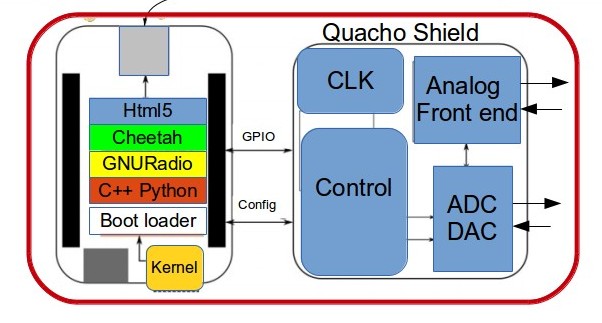 Quacho Shield
Html5
Cheetah
GNURadio
C++ Python
Boot loader
Kernel
GPIO
Config
CLK
Control
Analog
Front end
ADC
DAC